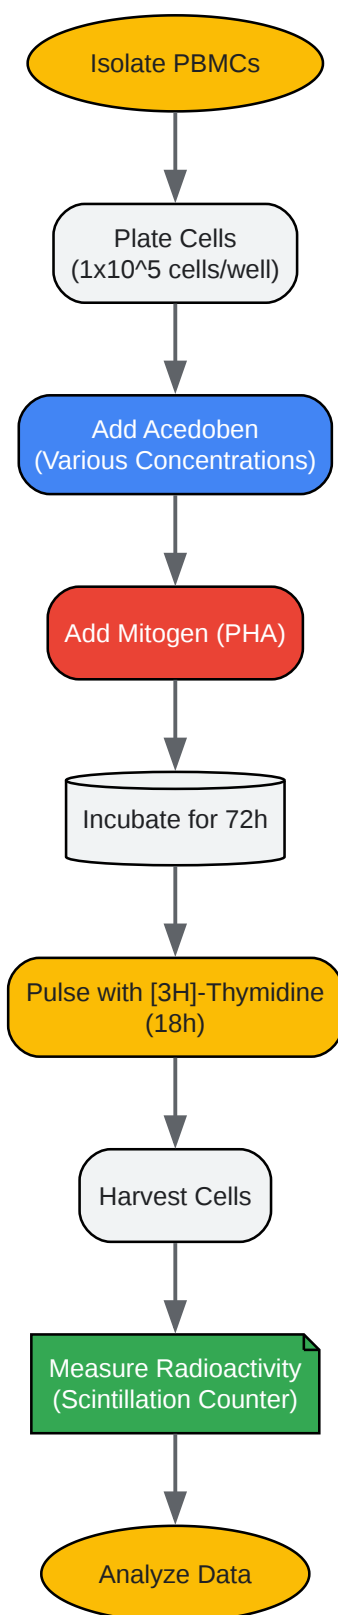 Isolate PBMCs
Plate Cells
(1x10^5 cells/well)
Add Acedoben
(Various Concentrations)
Add Mitogen (PHA)
Incubate for 72h
Pulse with [3H]-Thymidine
(18h)
Harvest Cells
Measure Radioactivity
(Scintillation Counter)
Analyze Data